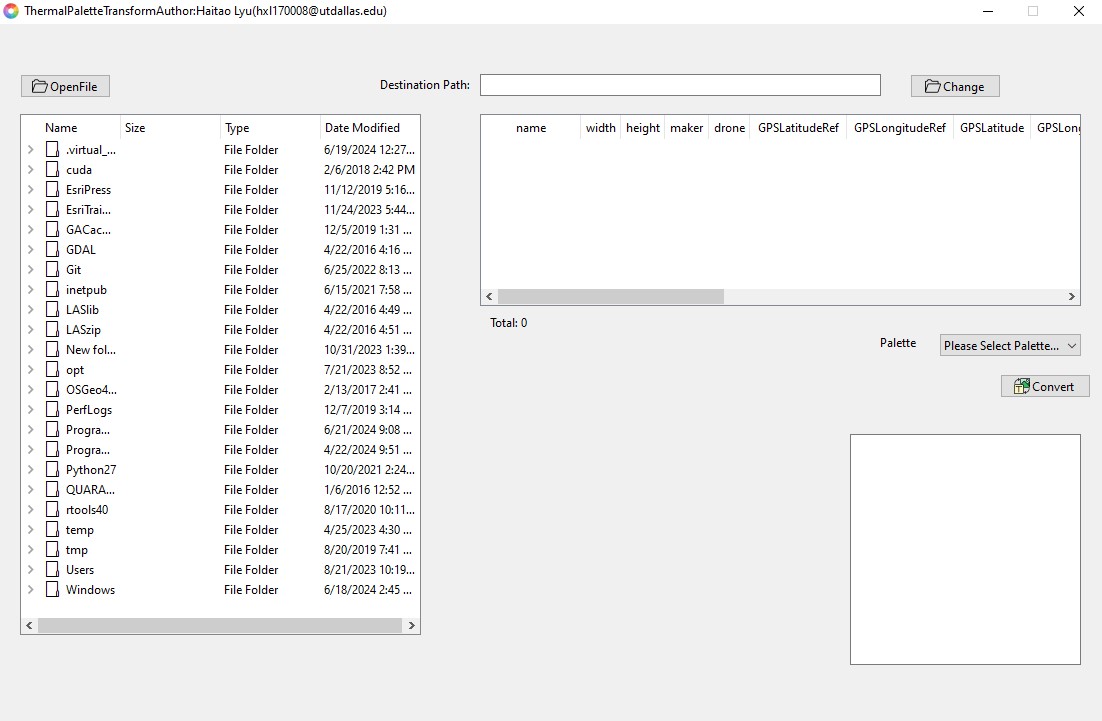 ThermalPaletteTransformAuthor:Haitao Lyu(hxl170008@utdallas.edu)
OpenFile
Destination Path:
Change
Name Size Type Date Modified
.virtual_... File Folder 6/19/2024 12:27...
cuda File Folder 2/6/2018 2:42 PM
EsriPress File Folder 11/12/2019 5:16...
EsriTrai... File Folder 11/24/2023 5:44...
GACac... File Folder 12/5/2019 1:31 ...
GDAL File Folder 4/22/2016 4:16 ...
Git File Folder 6/25/2022 8:13 ...
inetpub File Folder 6/15/2021 7:58 ...
LASlib File Folder 4/22/2016 4:49 ...
LASzip File Folder 4/22/2016 4:51 ...
New fol... File Folder 10/31/2023 1:39...
opt File Folder 7/21/2023 8:52 ...
OSGeo4... File Folder 2/13/2017 2:41 ...
PerfLogs File Folder 12/7/2019 3:14 ...
Progra... File Folder 6/21/2024 9:08 ...
Progra... File Folder 4/22/2024 9:51 ...
Python27 File Folder 10/20/2021 2:24...
QUARA... File Folder 1/6/2016 12:52 ...
rtools40 File Folder 8/17/2020 10:11...
temp File Folder 4/25/2023 4:30 ...
tmp File Folder 8/20/2019 7:41 ...
Users File Folder 8/21/2023 10:19...
Windows File Folder 6/18/2024 2:45 ...
name width height maker drone GPSLatitudeRef GPSLongitudeRef GPSLatitude GPSLong
Total: 0
Palette
Please Select Palette...
Convert